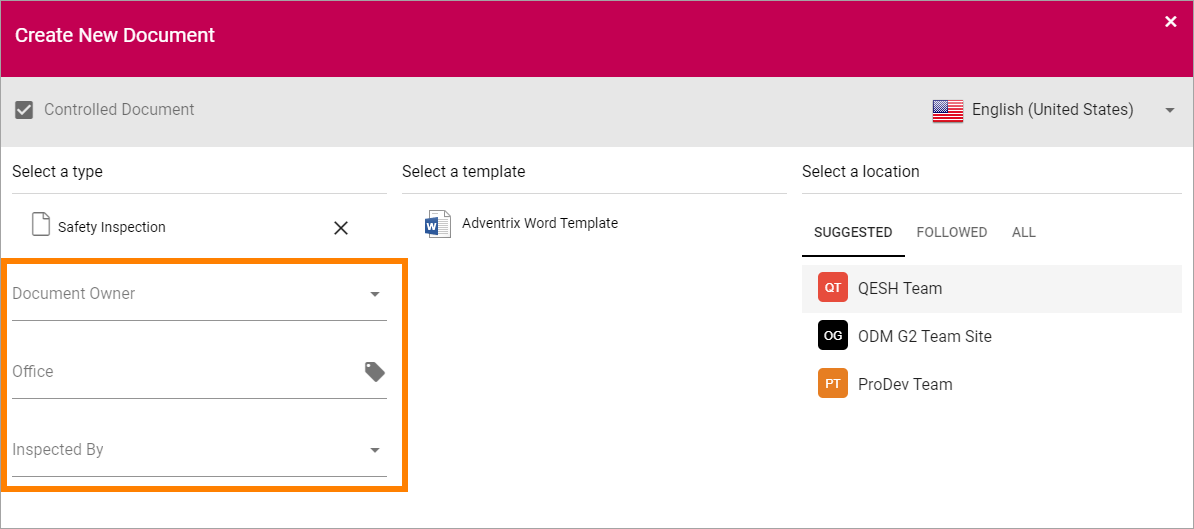 Create New Document
Controlled Document
English (United States)
Select a type
Safety Inspection
Document Owner
Office
Inspected By
Select a template
W
Adventrix Word Template
Select a location
SUGGESTED FOLLOWED ALL
QT QESH Team
OG ODM G2 Team Site
PT ProDev Team